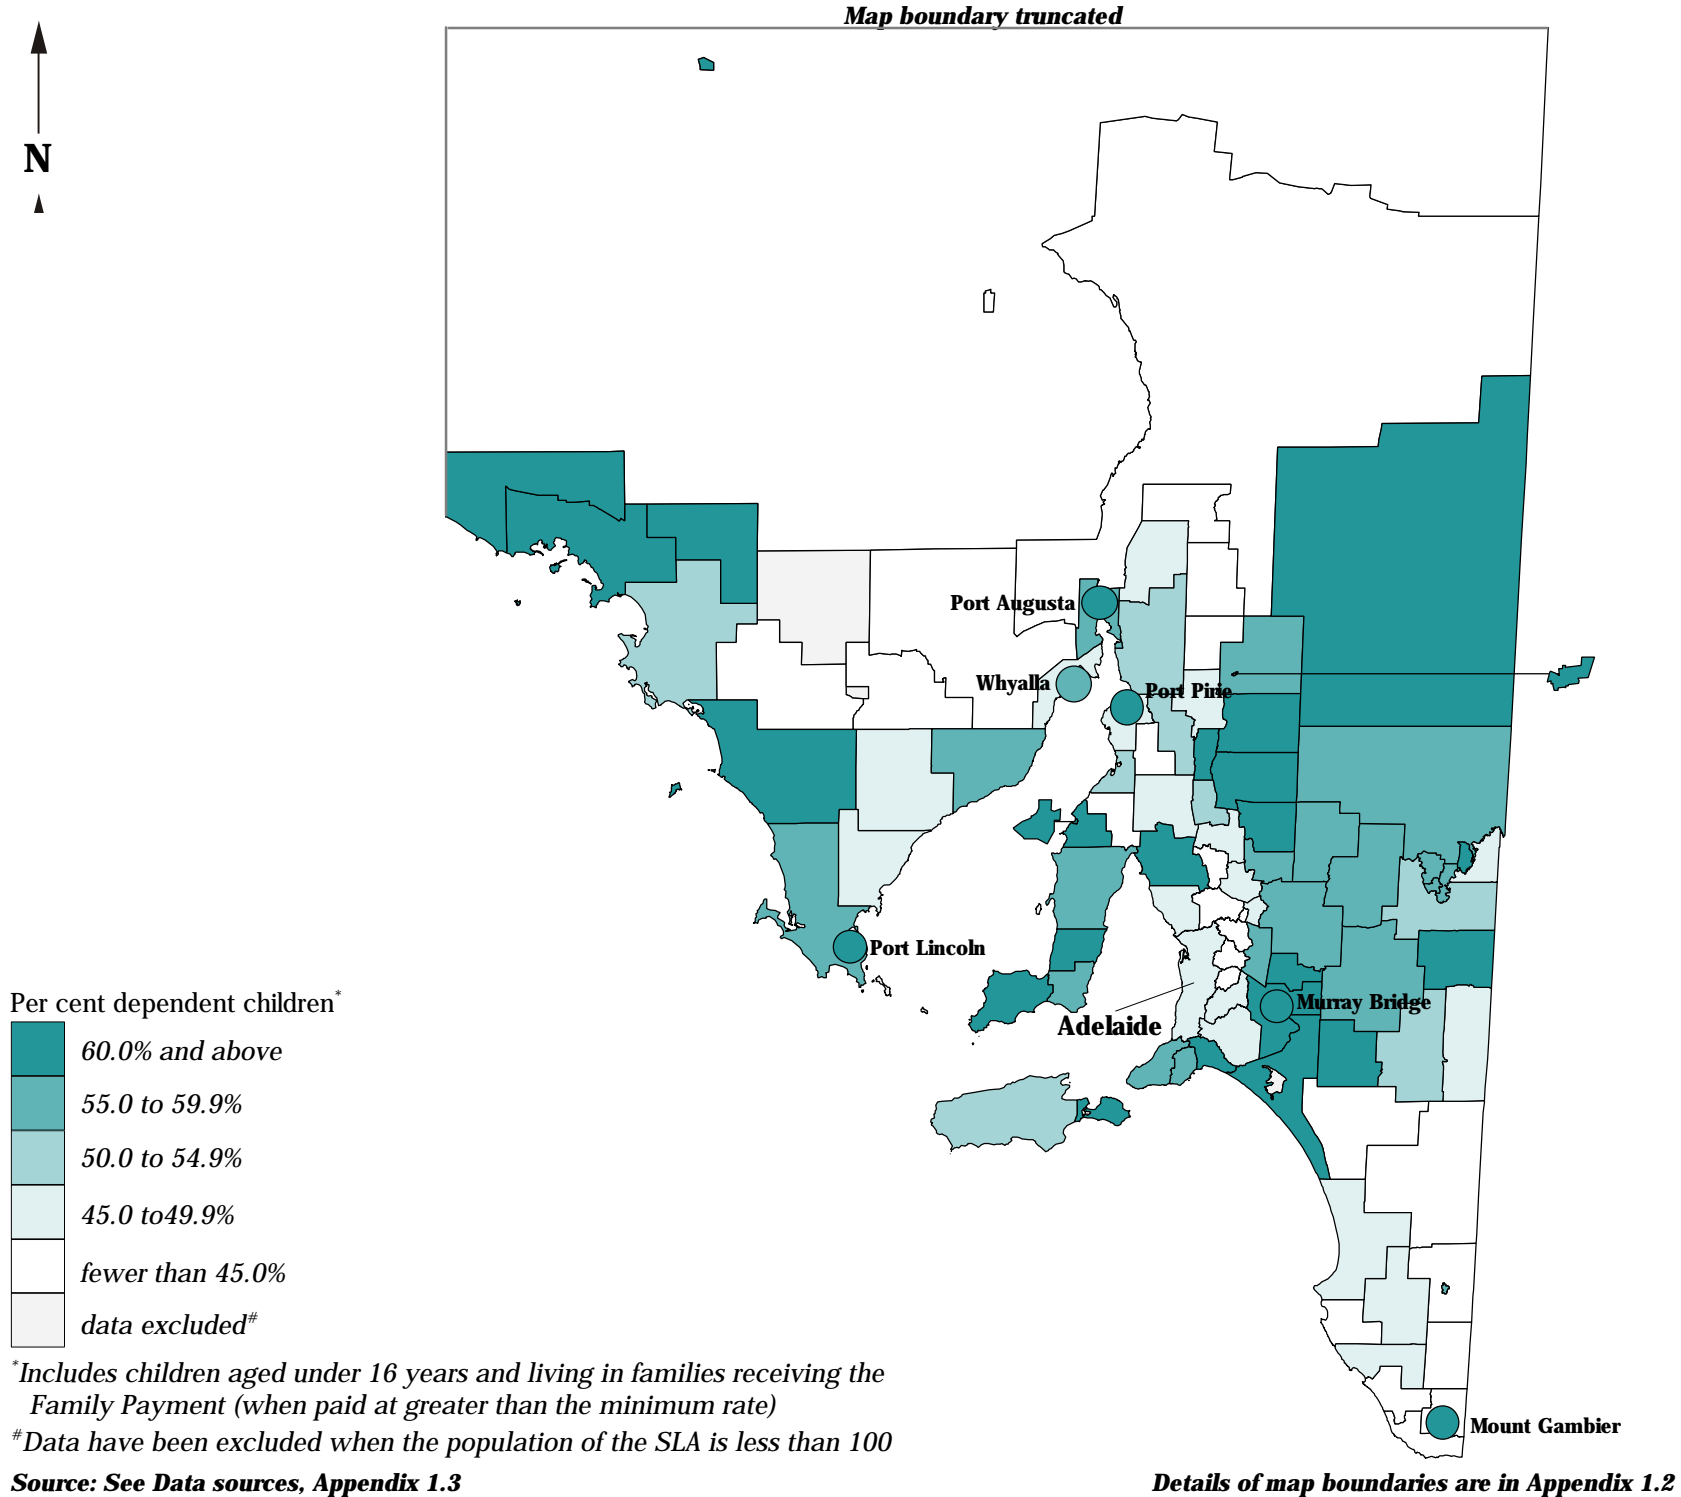 Map boundary truncated
N
Port Augusta
Whyalla
Port Pirie
Port Lincoln
Murray Bridge
Adelaide
Mount Gambier
Per cent dependent children*
60.0% and above
55.0 to 59.9%
50.0 to 54.9%
45.0 to49.9%
fewer than 45.0%
data excluded#
*Includes children aged under 16 years and living in families receiving the
Family Payment (when paid at greater than the minimum rate)
#Data have been excluded when the population of the SLA is less than 100
Source: See Data sources, Appendix 1.3
Details of map boundaries are in Appendix 1.2